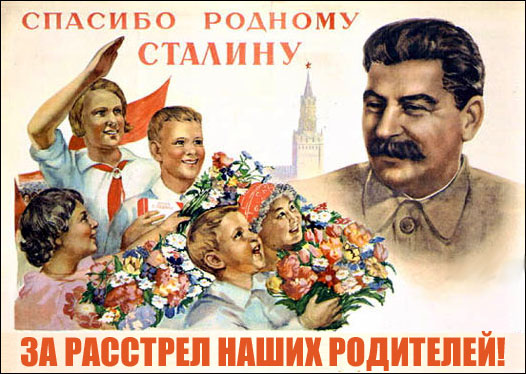 СПАСИБО РОДНОМУ
СТАЛИНУ
ЗА РАССТРЕЛ НАШИХ РОДИТЕЛЕЙ!